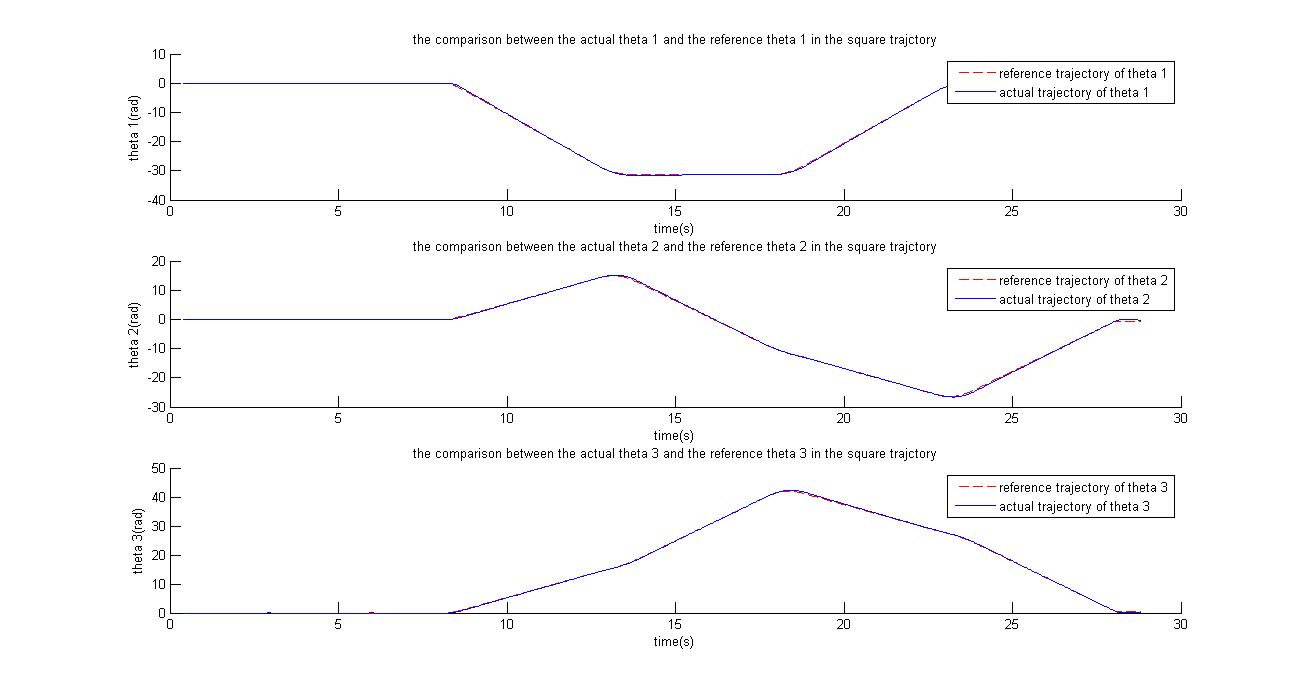 the comparison between the actual theta 1 and the reference theta 1 in the square trajctory
10
0
-10
-20
-30
-40
theta 1(rad)
reference trajectory of theta 1
actual trajectory of theta 1
0 5 10 15 20 25 30
time(s)
the comparison between the actual theta 2 and the reference theta 2 in the square trajctory
20
10
0
-10
-20
-30
theta 2(rad)
reference trajectory of theta 2
actual trajectory of theta 2
0 5 10 15 20 25 30
time(s)
the comparison between the actual theta 3 and the reference theta 3 in the square trajctory
50
40
30
20
10
0
theta 3(rad)
reference trajectory of theta 3
actual trajectory of theta 3
0 5 10 15 20 25 30
time(s)